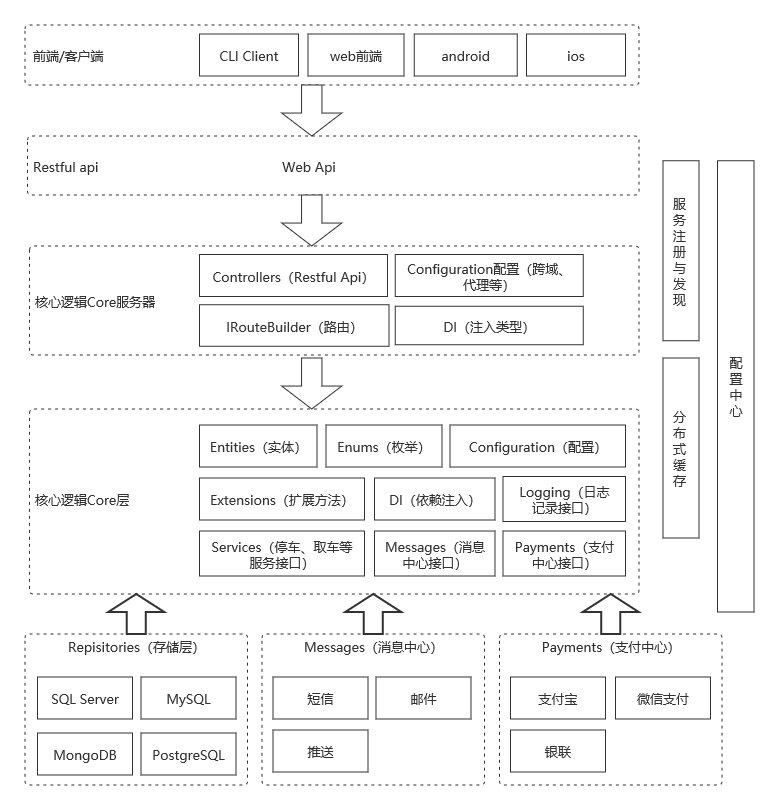 前端/客户端
CLI Client
web前端
android
ios
Restful api
Web Api
核心逻辑Core服务器
Controllers（Restful Api）
Configuration配置（跨域、
代理等）
IRouteBuilder（路由）
DI（注入类型）
核心逻辑Core层
Entities（实体）
Enums（枚举）
Configuration（配置）
Extensions（扩展方法）
DI（依赖注入）
Logging（日志
记录接口）
Services（停车、取车等
服务接口）
Messages（消息
中心接口）
Payments（支付
中心接口）
服务注册与发现
分布式缓存
配置中心
Repisitories（存储层）
SQL Server
MySQL
MongoDB
PostgreSQL
Messages（消息中心）
短信
邮件
推送
Payments（支付中心）
支付宝
微信支付
银联